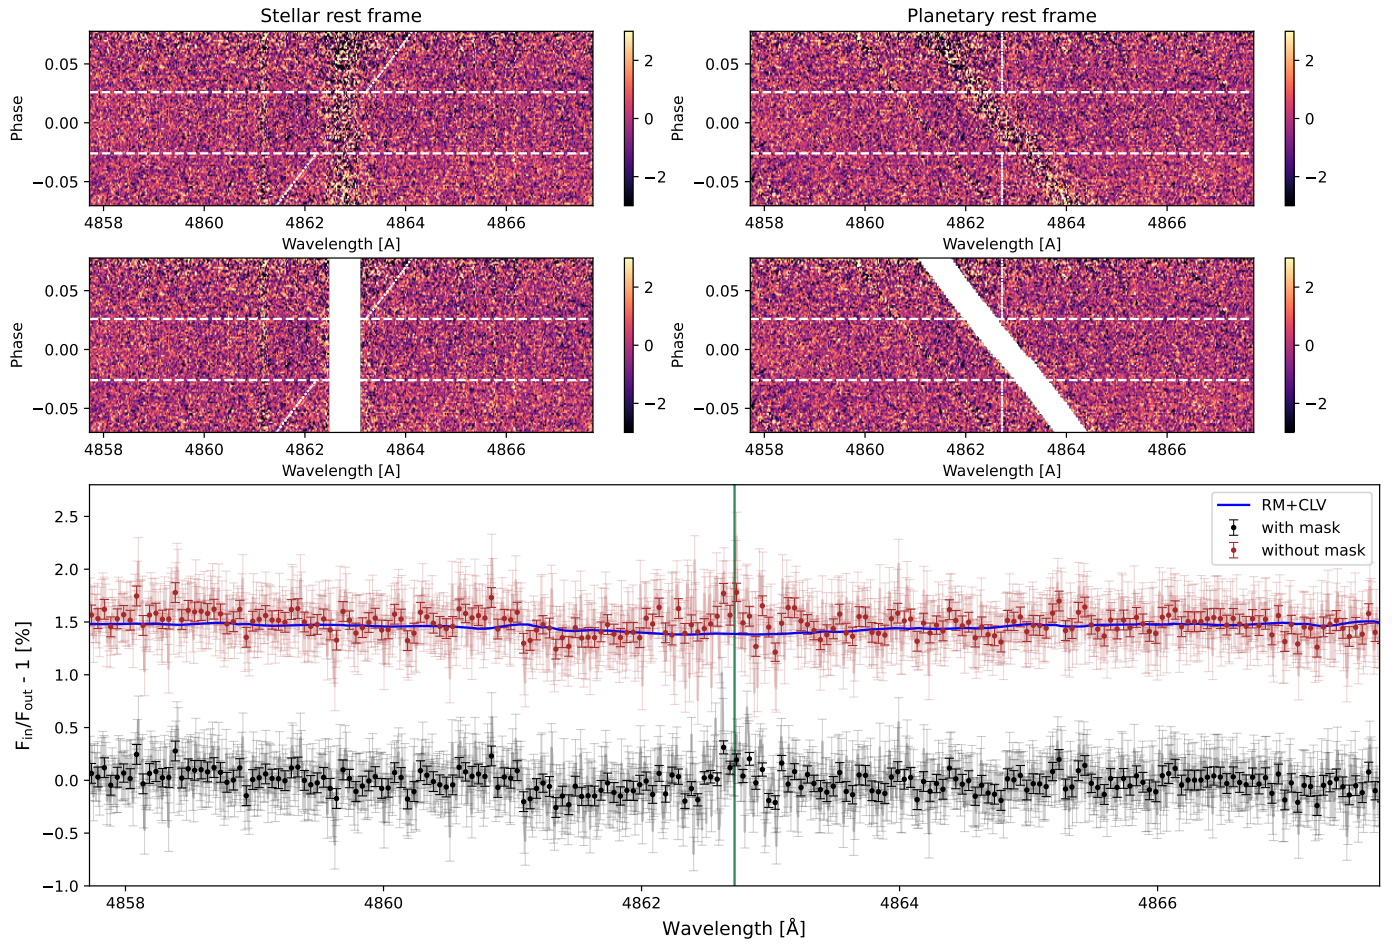 Stellar rest frame
Planetary rest frame
Phase
0.05
0.00
−0.05
4858 4860 4862 4864 4866
Wavelength [A]
2
0
−2
Phase
0.05
0.00
−0.05
4858 4860 4862 4864 4866
Wavelength [A]
2
0
−2
Phase
0.05
0.00
−0.05
4858 4860 4862 4864 4866
Wavelength [A]
2
0
−2
Phase
0.05
0.00
−0.05
4858 4860 4862 4864 4866
Wavelength [A]
2
0
−2
F_in/F_out - 1 [%]
2.5
2.0
1.5
1.0
0.5
0.0
−0.5
−1.0
RM+CLV
with mask
without mask
4858 4860 4862 4864 4866
Wavelength [Å]